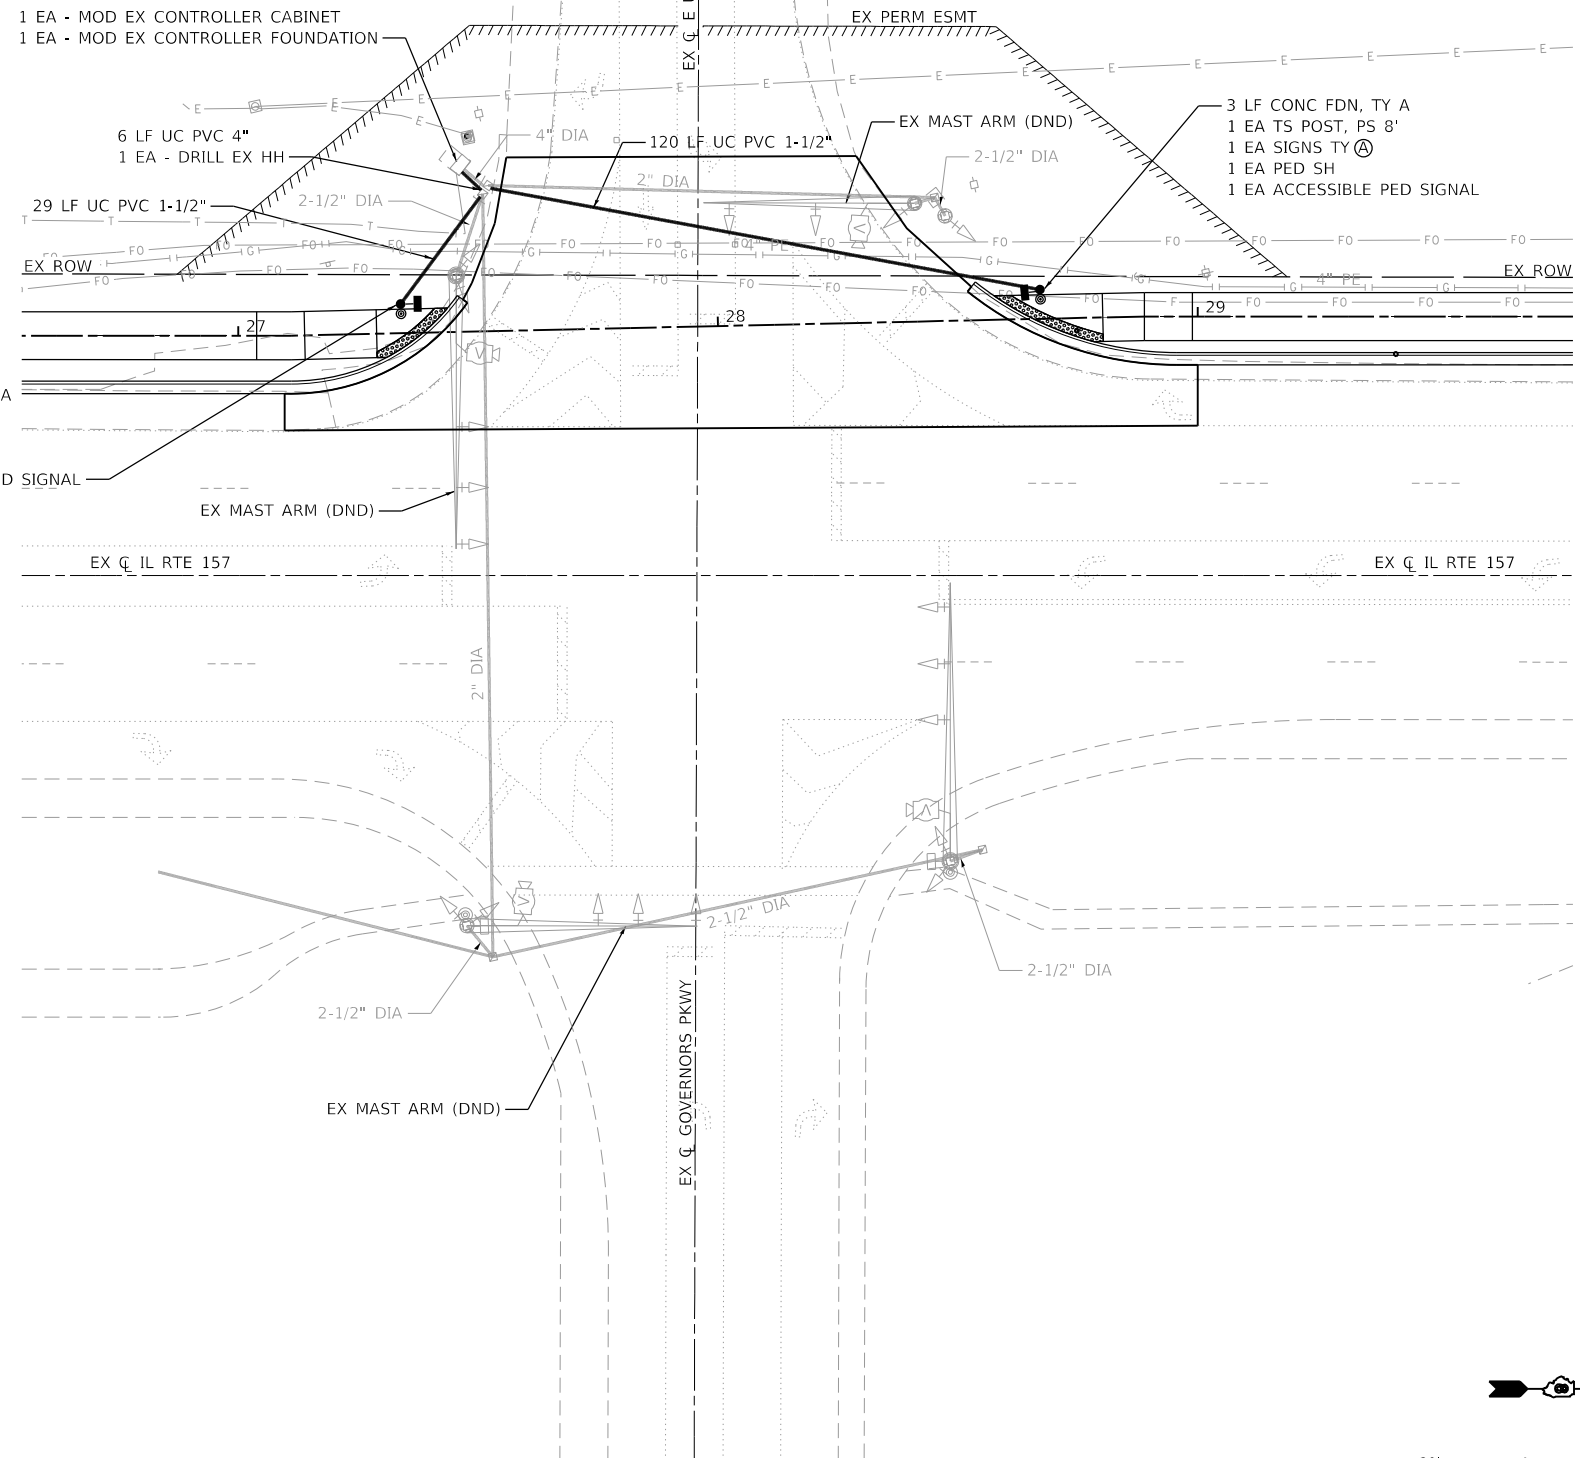 1 EA - MOD EX CONTROLLER CABINET
1 EA - MOD EX CONTROLLER FOUNDATION
EX PERM ESMT
EX ℄ E
6 LF UC PVC 4"
1 EA - DRILL EX HH
4" DIA
120 LF UC PVC 1-1/2"
EX MAST ARM (DND)
2-1/2" DIA
3 LF CONC FDN, TY A
1 EA TS POST, PS 8'
1 EA SIGNS TY Ⓐ
1 EA PED SH
1 EA ACCESSIBLE PED SIGNAL
29 LF UC PVC 1-1/2"
2-1/2" DIA
2" DIA
4" PE
EX ROW
EX ROW
4" PE
27
28
29
A
D SIGNAL
EX MAST ARM (DND)
EX ℄ IL RTE 157
EX ℄ IL RTE 157
2" DIA
2-1/2" DIA
2-1/2" DIA
2-1/2" DIA
EX ℄ GOVERNORS PKWY
EX MAST ARM (DND)